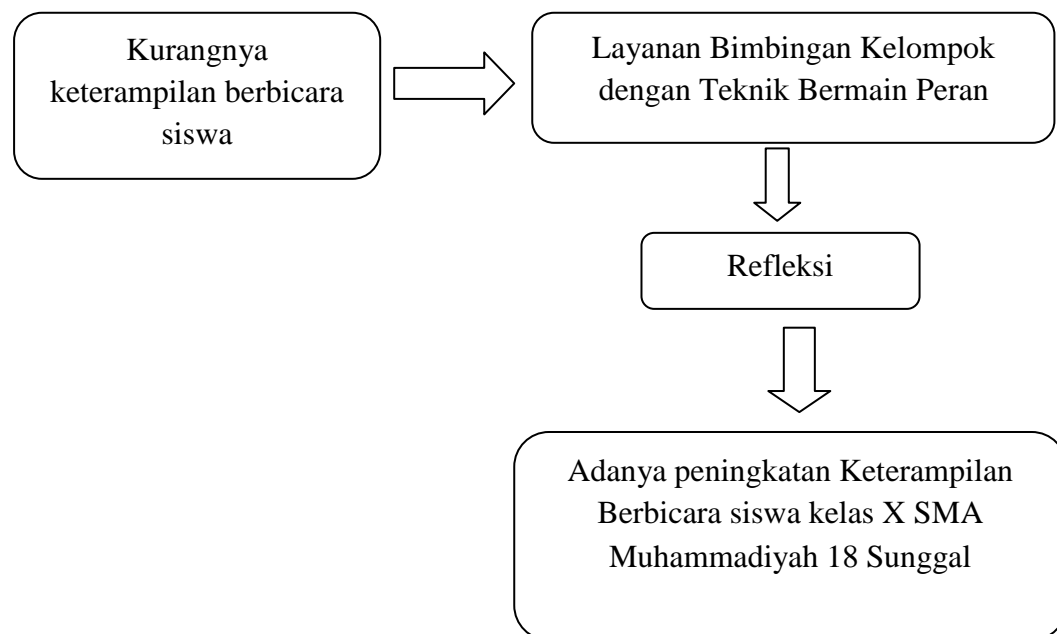 Kurangnya
keterampilan berbicara
siswa
Layanan Bimbingan Kelompok
dengan Teknik Bermain Peran
Refleksi
Adanya peningkatan Keterampilan
Berbicara siswa kelas X SMA
Muhammadiyah 18 Sunggal